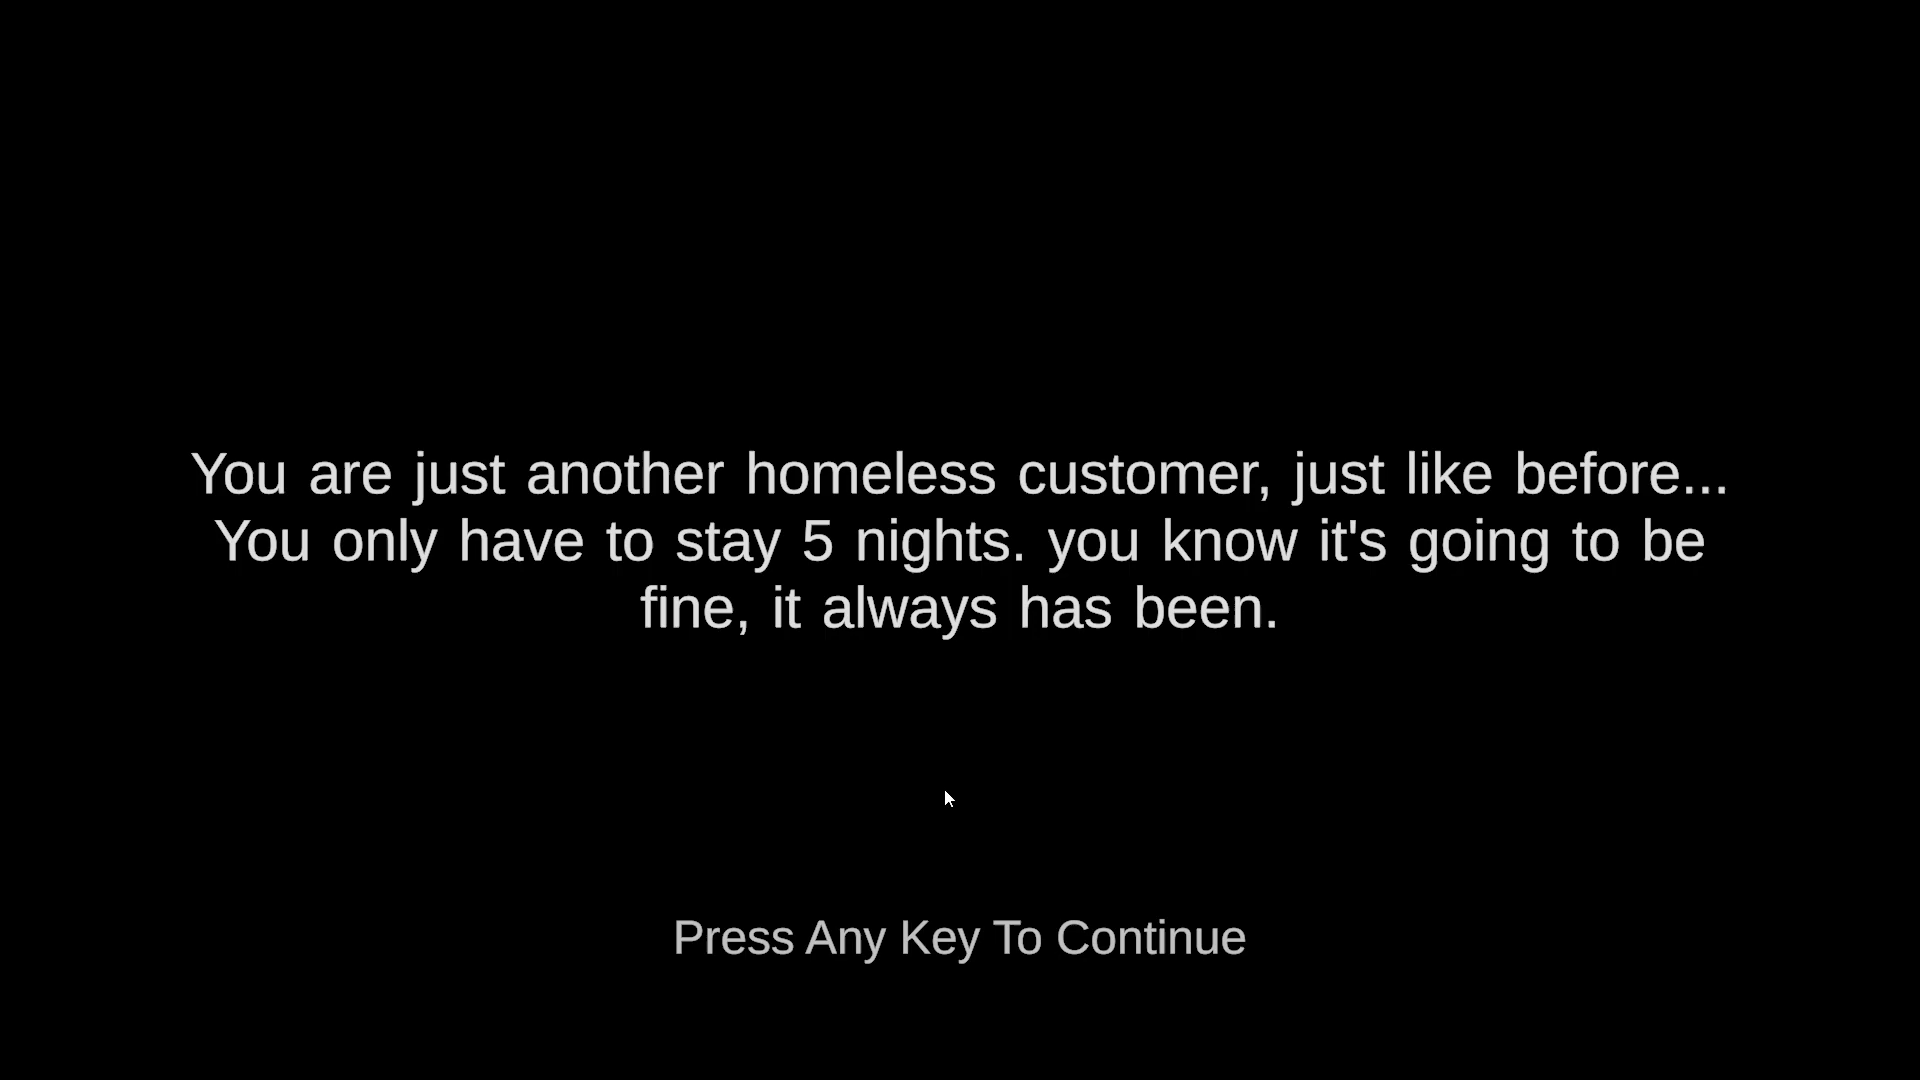 You are just another homeless customer, just like before...
You only have to stay 5 nights. you know it's going to be
fine, it always has been.
Press Any Key To Continue